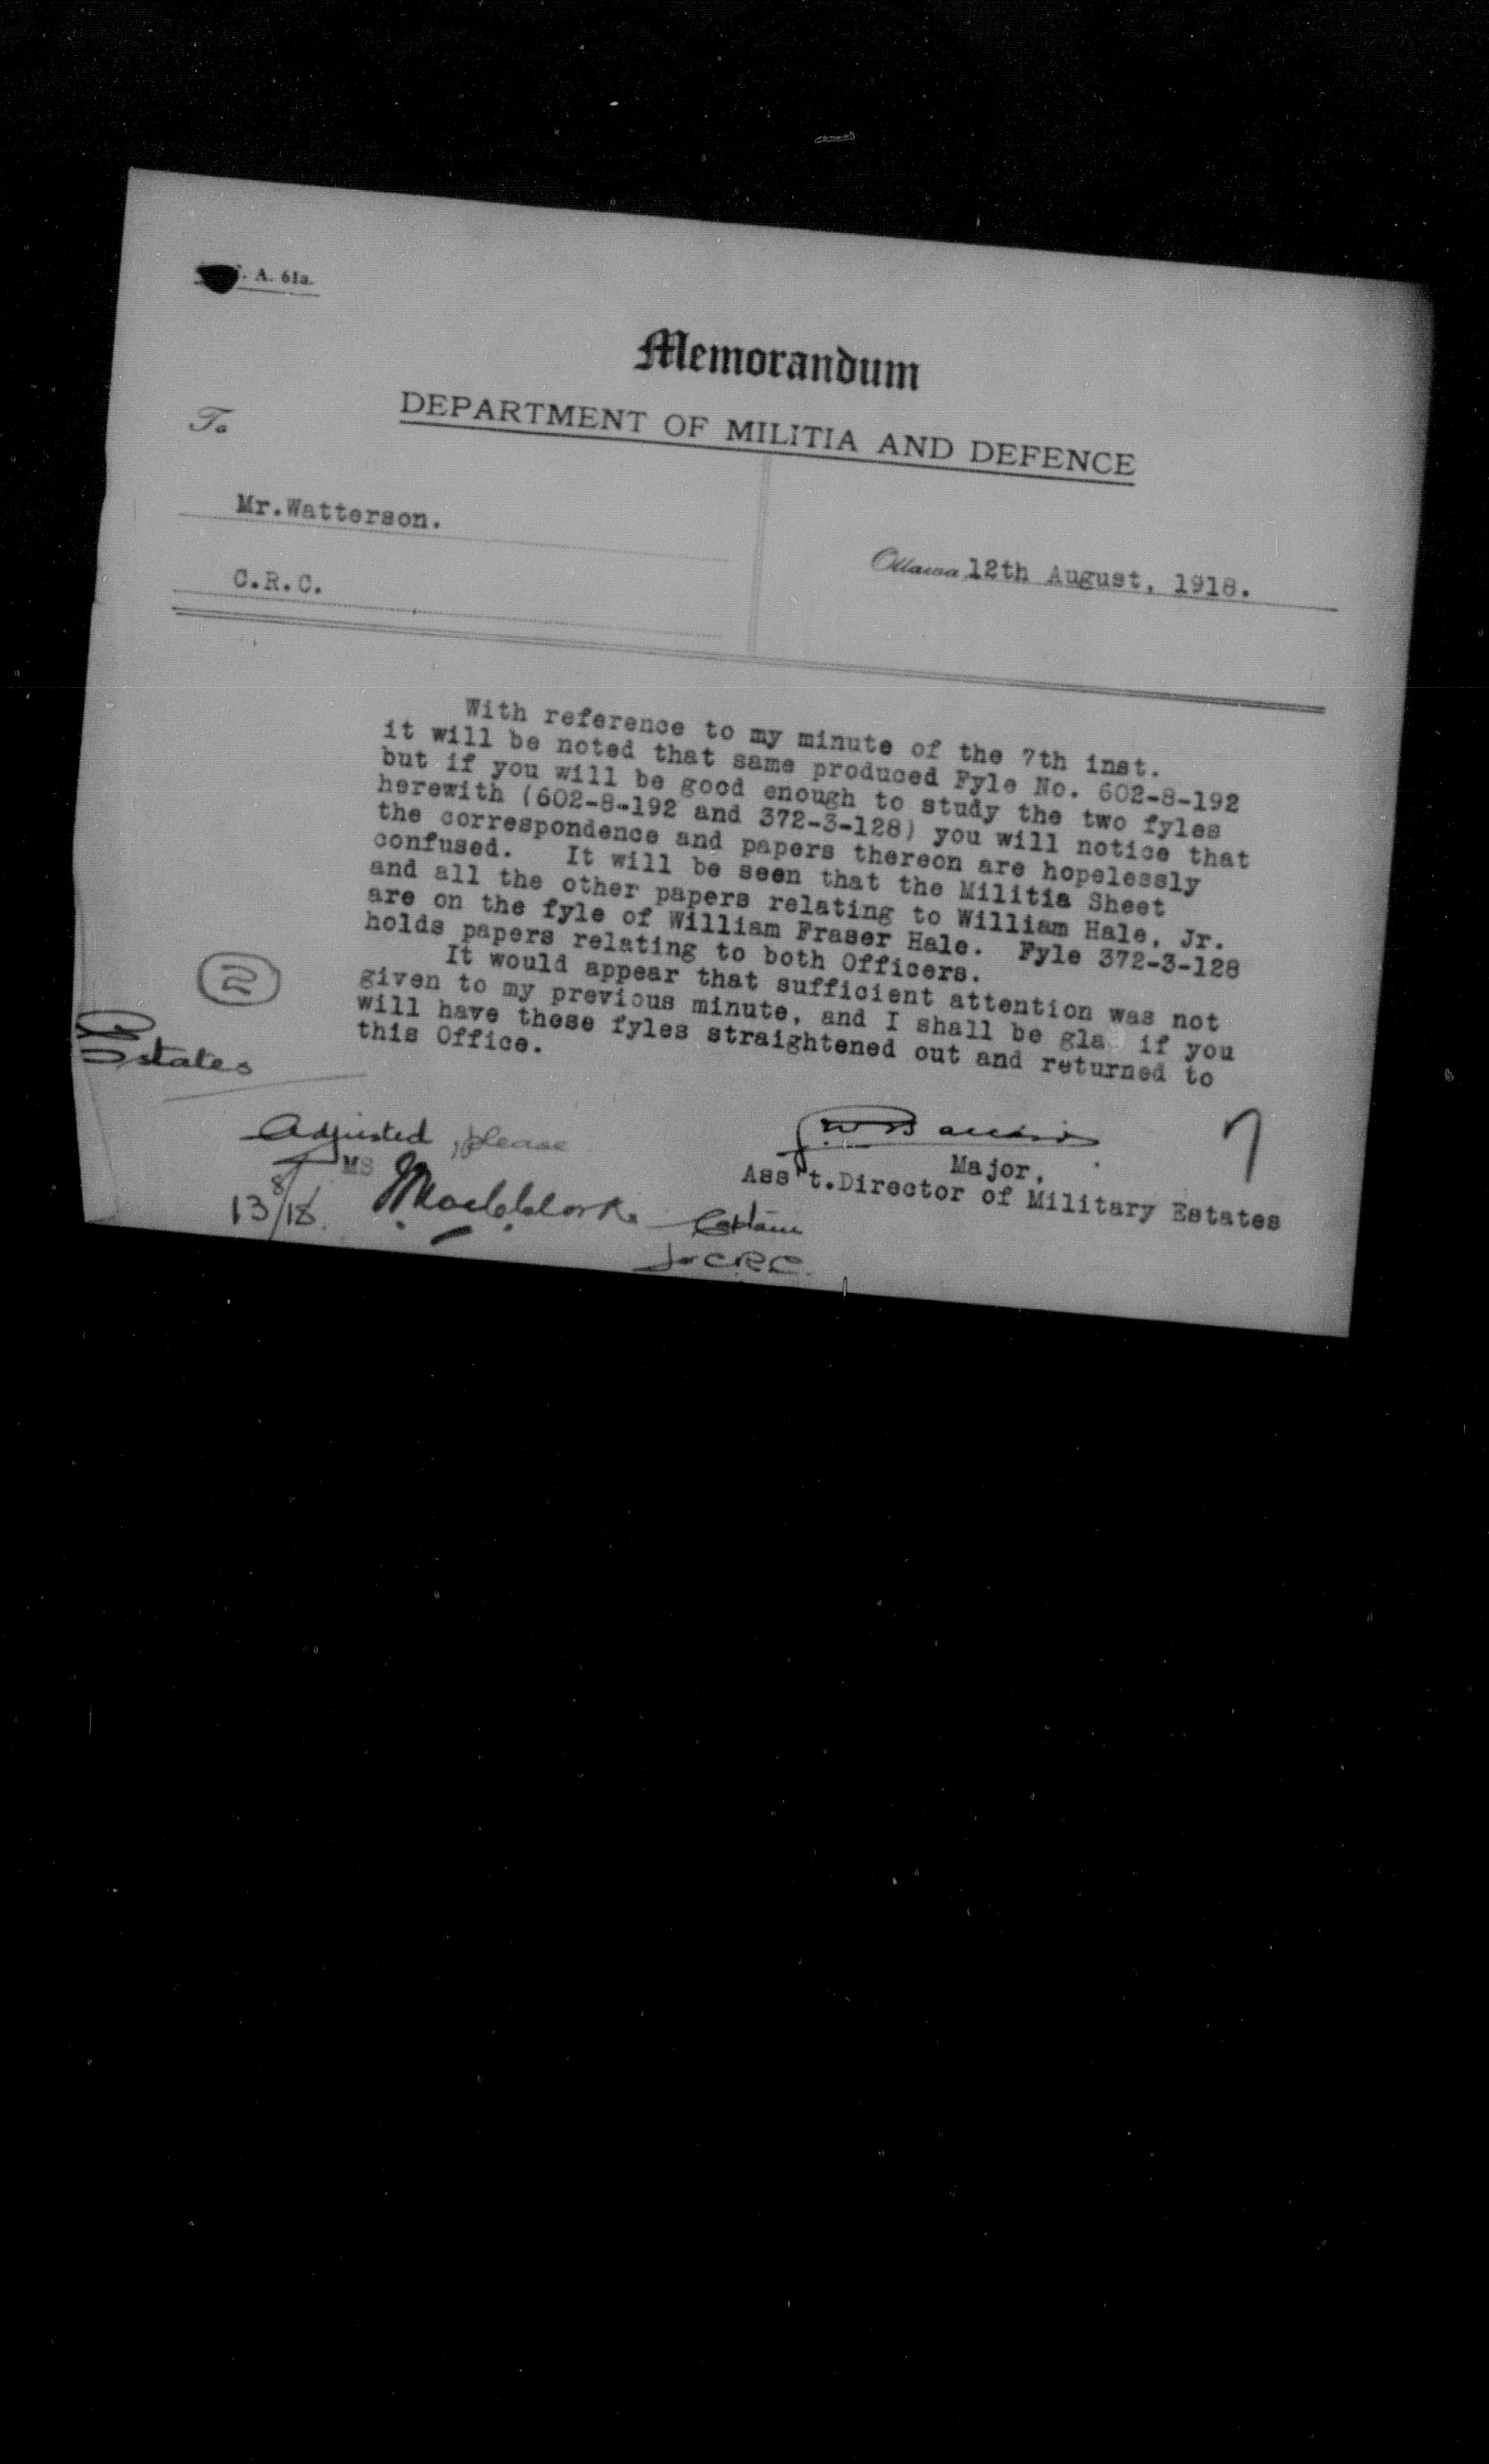 . A. 61a.
Memorandum
DEPARTMENT OF MILITIA AND DEFENCE
To
Mr.Watterson.
C.R.C.
Ottawa 12th August, 1918.
With reference to my minute of the 7th inst.
it will be noted that same produced Fyle No. 602-8-192
but if you will be good enough to study the two fyles
herewith (602-8-192 and 372-3-128) you will notice that
the correspondence and papers thereon are hopelessly
confused. It will be seen that the Militia Sheet
and all the other papers relating to William Hale, Jr.
are on the fyle of William Fraser Hale. Fyle 372-3-128
holds papers relating to both Officers.
It would appear that sufficient attention was not
given to my previous minute, and I shall be gla if you
will have these fyles straightened out and returned to
this Office.
2
Estates
Adjusted, please
MS
13/8/18.
Captain
for CRC.
Major,
Ass't.Director of Military Estates
7